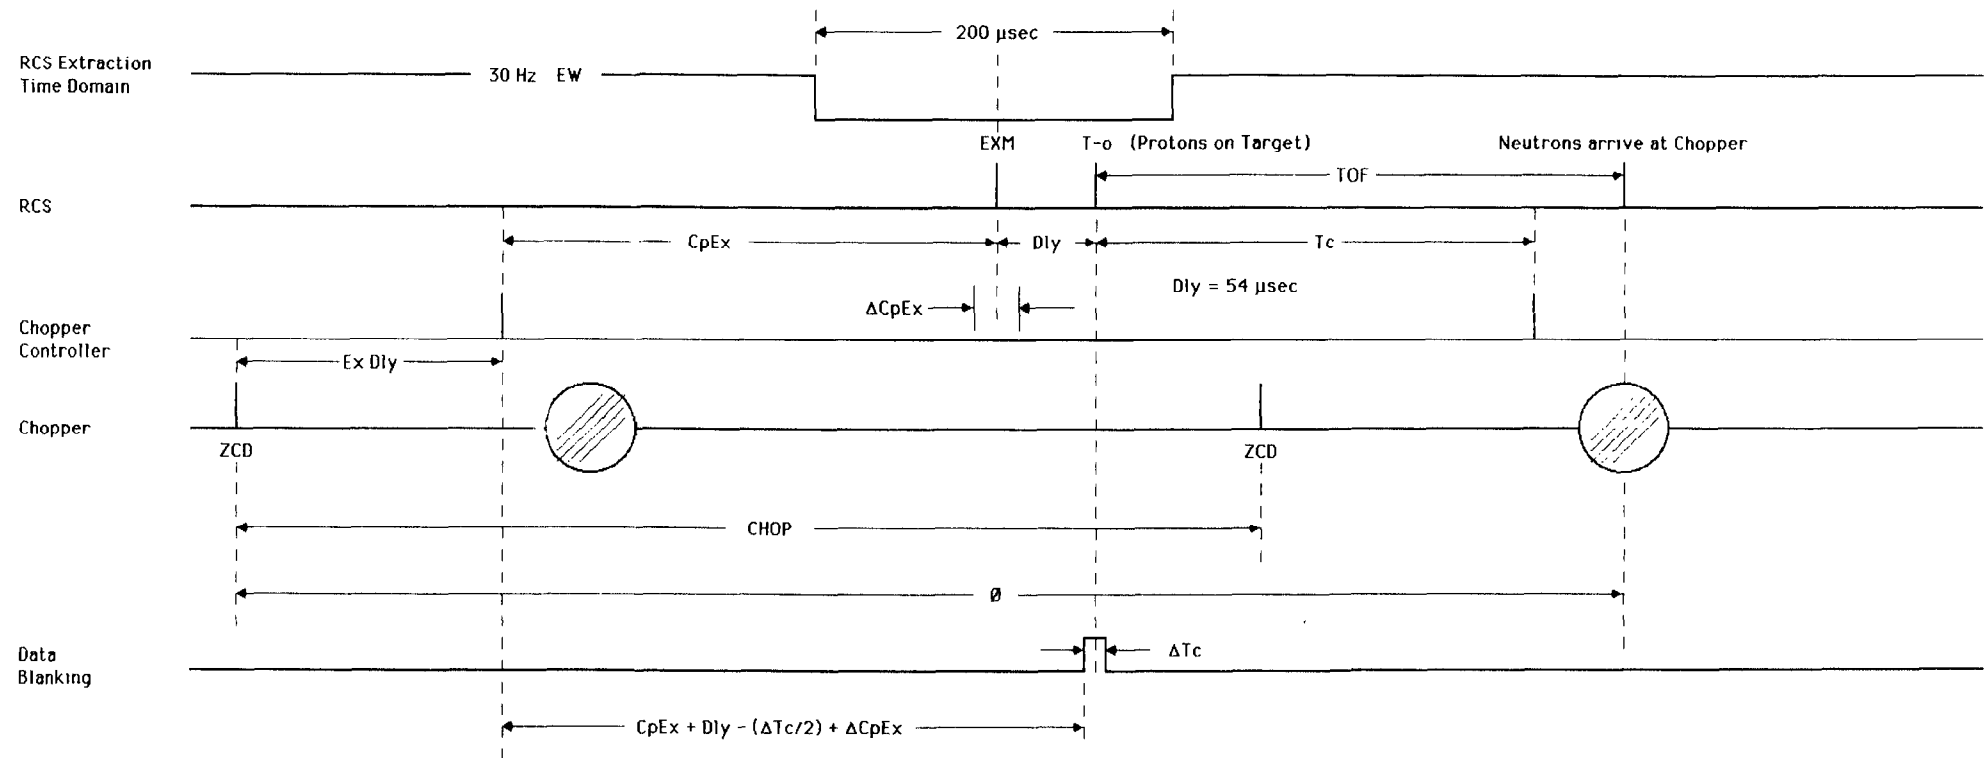 200 μsec
RCS Extraction
Time Domain
30 Hz EW
EXM
T-o (Protons on Target)
Neutrons arrive at Chopper
TOF
RCS
CpEx
Dly
Tc
Dly = 54 μsec
ΔCpEx
Chopper
Controller
Ex Dly
Chopper
ZCD
ZCD
CHOP
Ø
Data
Blanking
ΔTc
CpEx + Dly - (ΔTc/2) + ΔCpEx